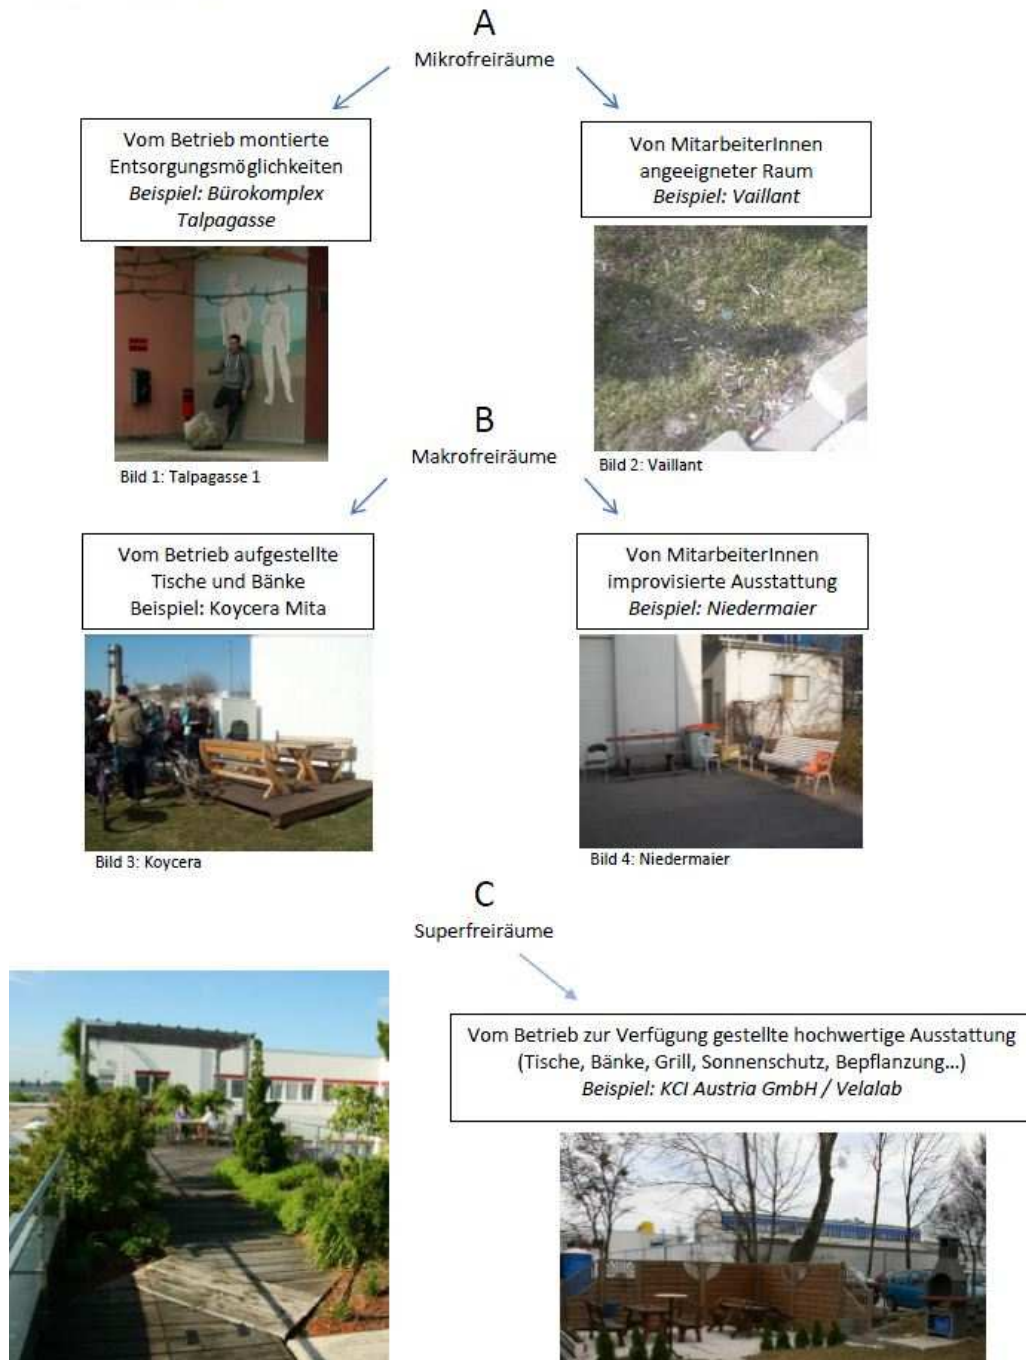 A
Mikrofreiräume
Vom Betrieb montierte
Entsorgungsmöglichkeiten
Beispiel: Bürokomplex
Talpagasse
Von MitarbeiterInnen
angeeigneter Raum
Beispiel: Vaillant
Bild 1: Talpagasse 1
Bild 2: Vaillant
B
Makrofreiräume
Vom Betrieb aufgestellte
Tische und Bänke
Beispiel: Koycera Mita
Von MitarbeiterInnen
improvisierte Ausstattung
Beispiel: Niedermaier
Bild 3: Koycera
Bild 4: Niedermaier
C
Superfreiräume
Vom Betrieb zur Verfügung gestellte hochwertige Ausstattung
(Tische, Bänke, Grill, Sonnenschutz, Bepflanzung...)
Beispiel: KCI Austria GmbH / Velalab